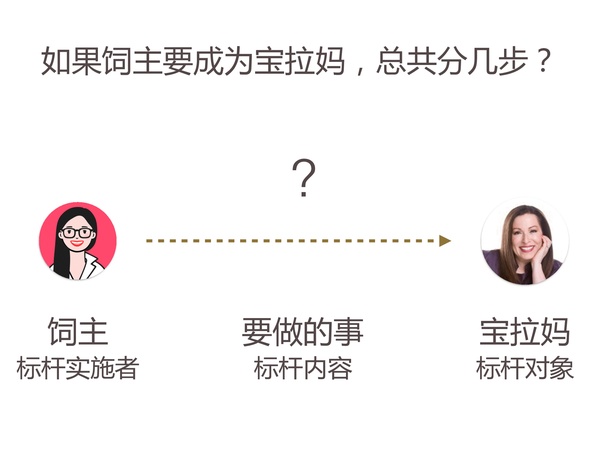 如果饲主要成为宝拉妈，总共分几步？
?
饲主
要做的事
宝拉妈
标杆实施者
标杆内容
标杆对象